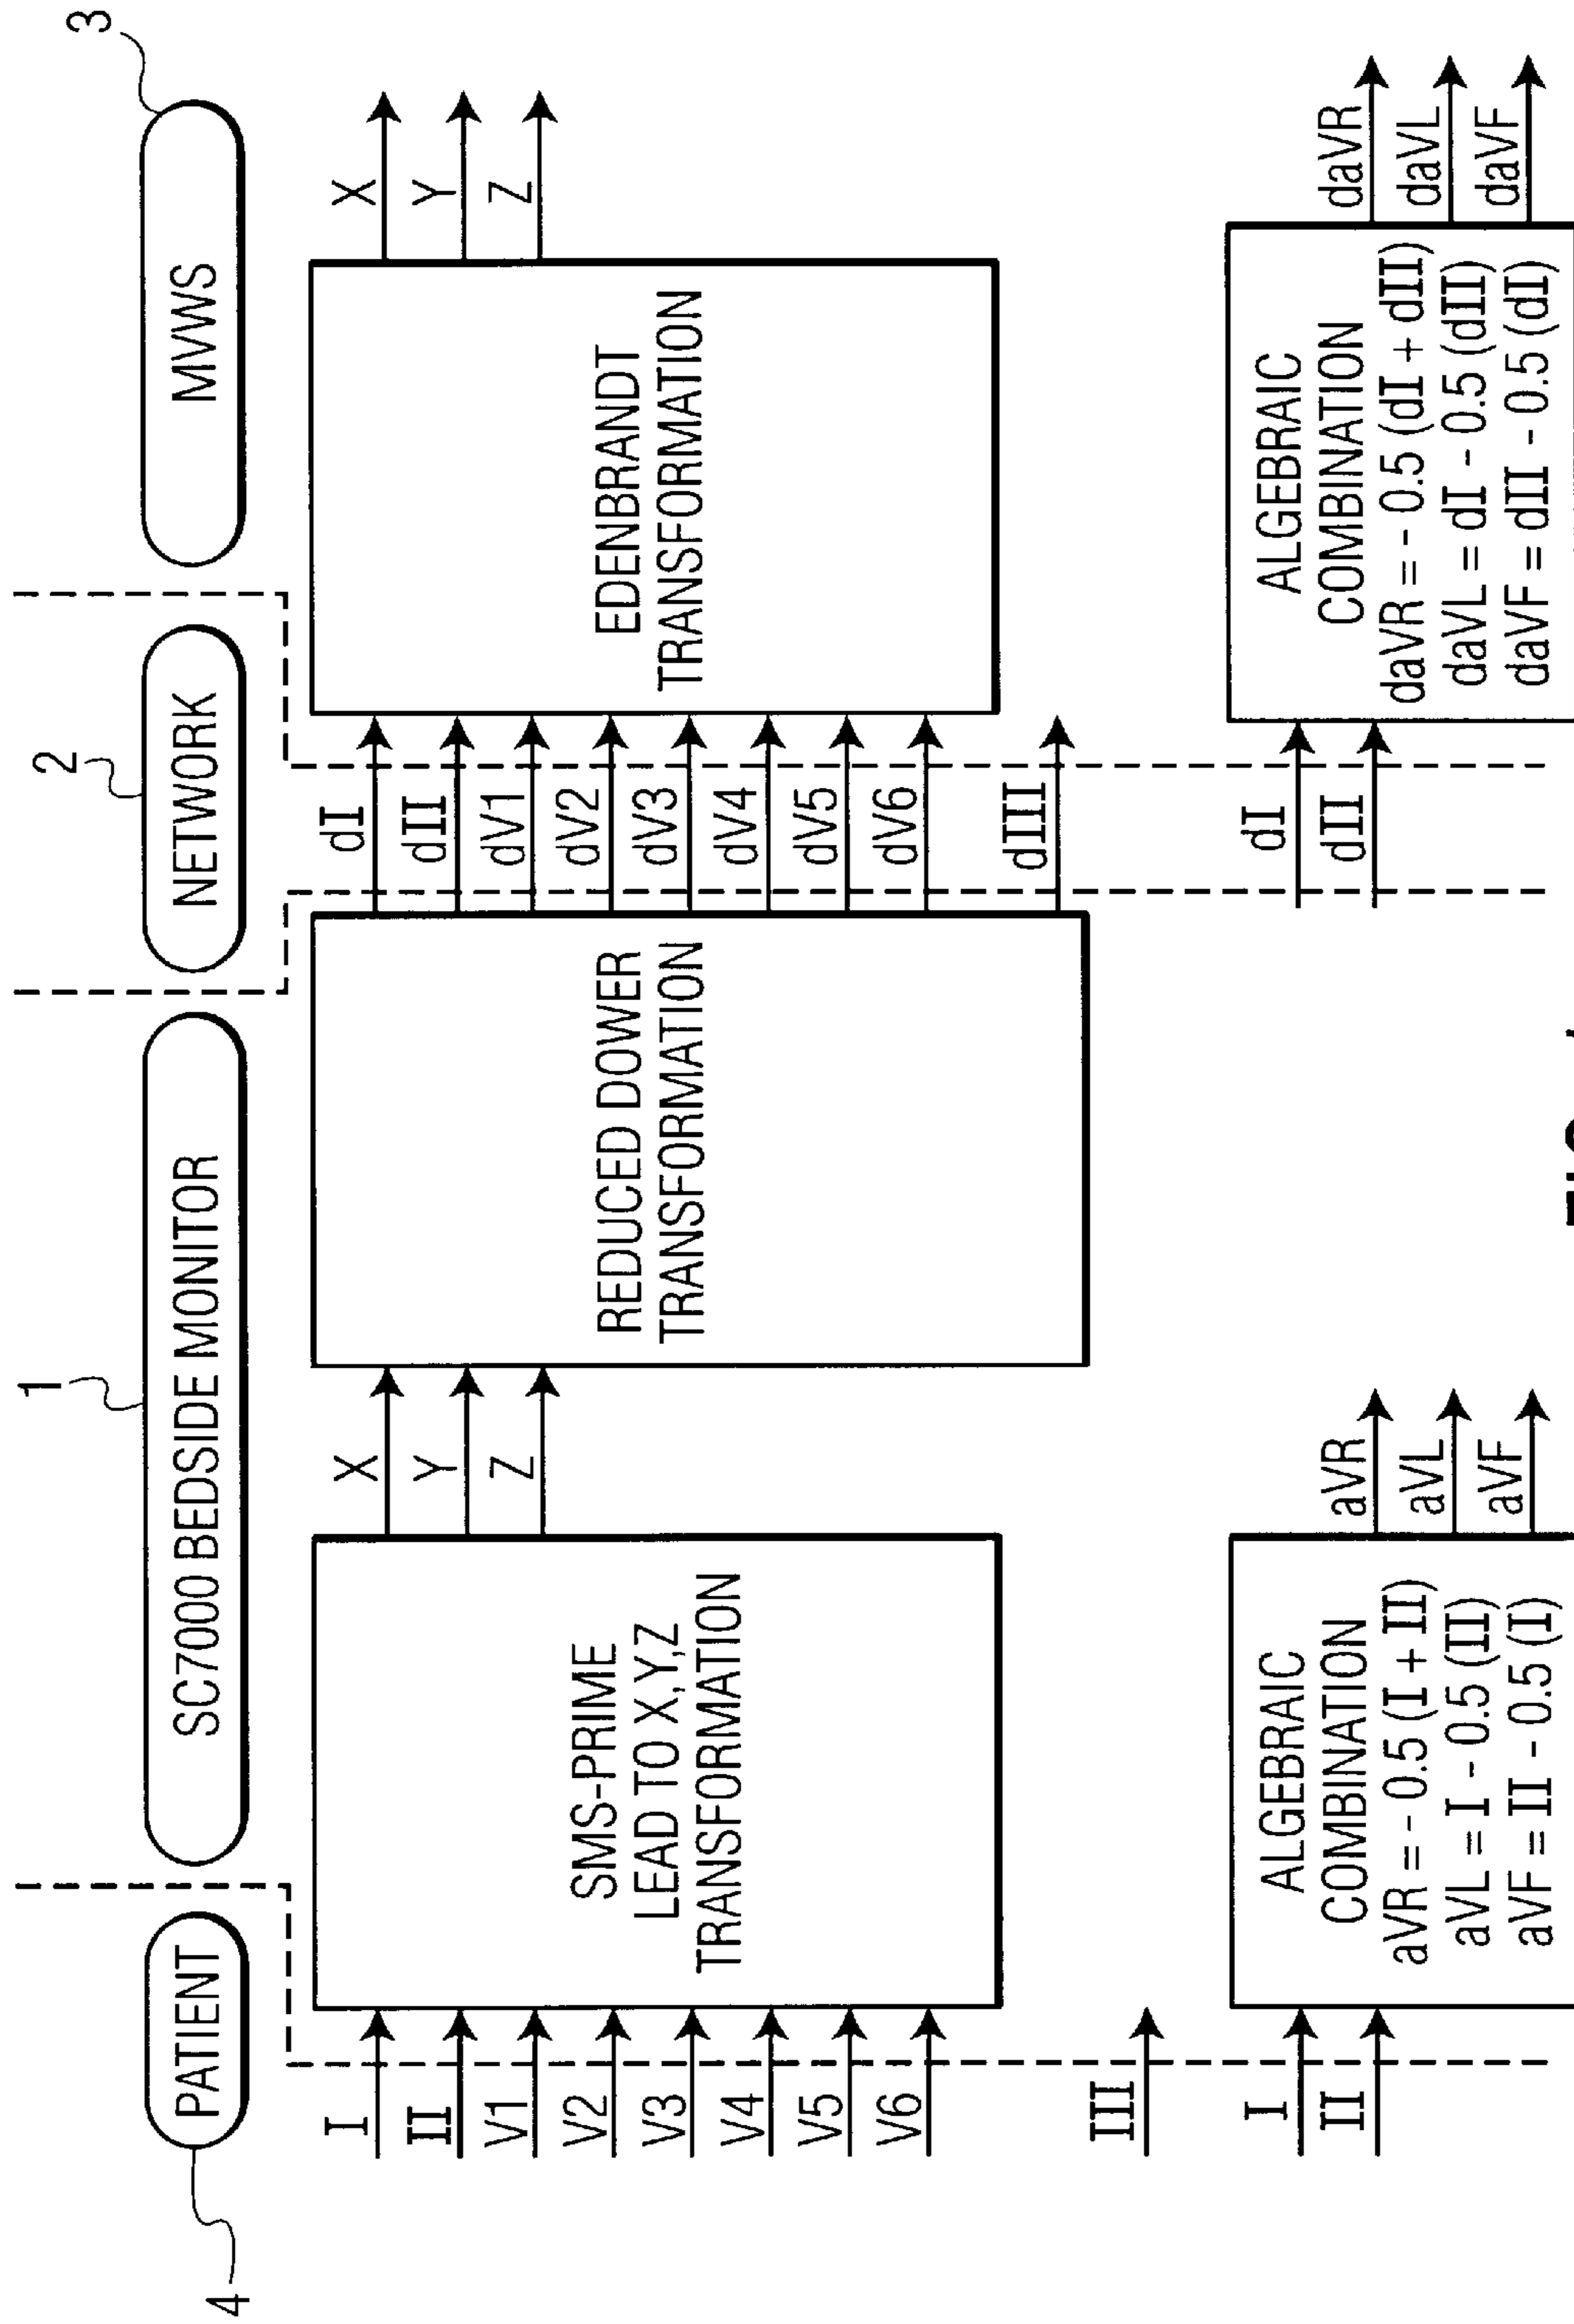 4
1
2
3
PATIENT
SC7000 BEDSIDE MONITOR
NETWORK
MVWS
I
II
V1
V2
V3
V4
V5
V6
III
SMS-PRIME
LEAD TO X,Y,Z
TRANSFORMATION
X
Y
Z
REDUCED DOWER
TRANSFORMATION
dI
dII
dV1
dV2
dV3
dV4
dV5
dV6
dIII
EDENBRANDT
TRANSFORMATION
X
Y
Z
I
II
ALGEBRAIC
COMBINATION
aVR = - 0.5 (I + II)
aVL = I - 0.5 (II)
aVF = II - 0.5 (I)
aVR
aVL
aVF
dI
dII
ALGEBRAIC
COMBINATION
daVR = - 0.5 (dI + dII)
daVL = dI - 0.5 (dII)
daVF = dII - 0.5 (dI)
daVR
daVL
daVF